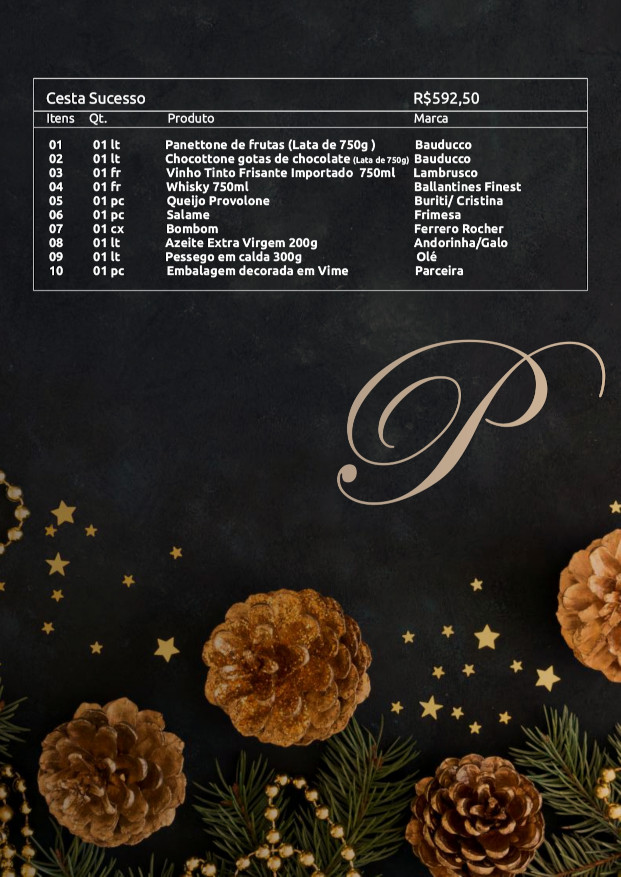 Cesta Sucesso R$592,50
Itens Qt. Produto Marca
01 01 lt Panettone de frutas (Lata de 750g ) Bauducco
02 01 lt Chocottone gotas de chocolate (Lata de 750g) Bauducco
03 01 fr Vinho Tinto Frisante Importado 750ml Lambrusco
04 01 fr Whisky 750ml Ballantines Finest
05 01 pc Queijo Provolone Buriti/ Cristina
06 01 pc Salame Frimesa
07 01 cx Bombom Ferrero Rocher
08 01 lt Azeite Extra Virgem 200g Andorinha/Galo
09 01 lt Pessego em calda 300g Olé
10 01 pc Embalagem decorada em Vime Parceira
P